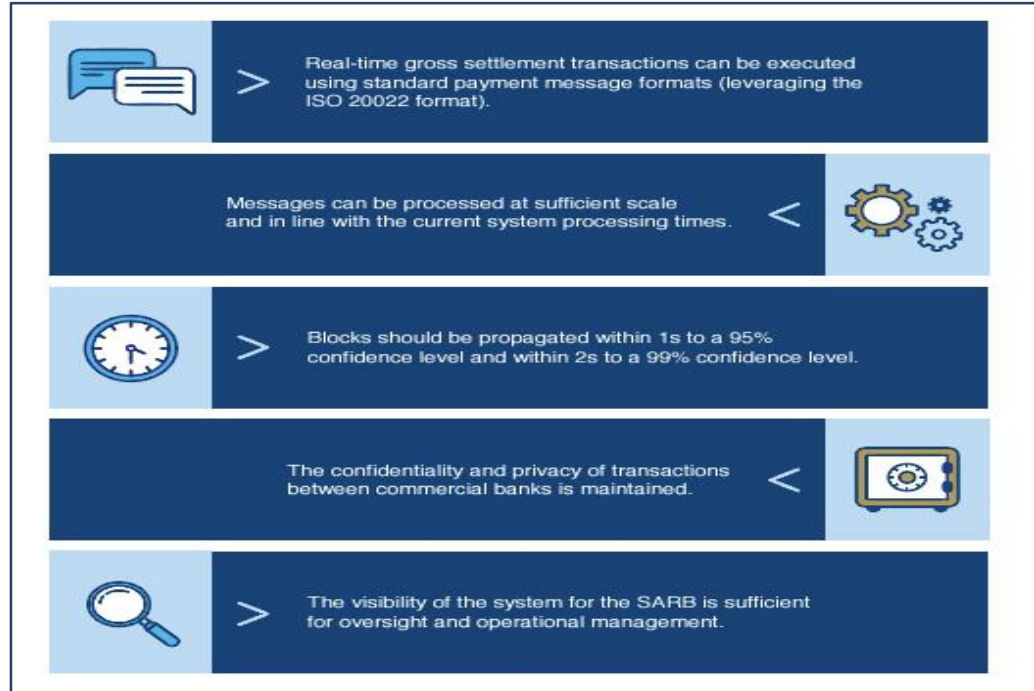 Real-time gross settlement transactions can be executed
using standard payment message formats (leveraging the
ISO 20022 format).
Messages can be processed at sufficient scale
and in line with the current system processing times.
Blocks should be propagated within 1s to a 95%
confidence level and within 2s to a 99% confidence level.
The confidentiality and privacy of transactions
between commercial banks is maintained.
The visibility of the system for the SARB is sufficient
for oversight and operational management.